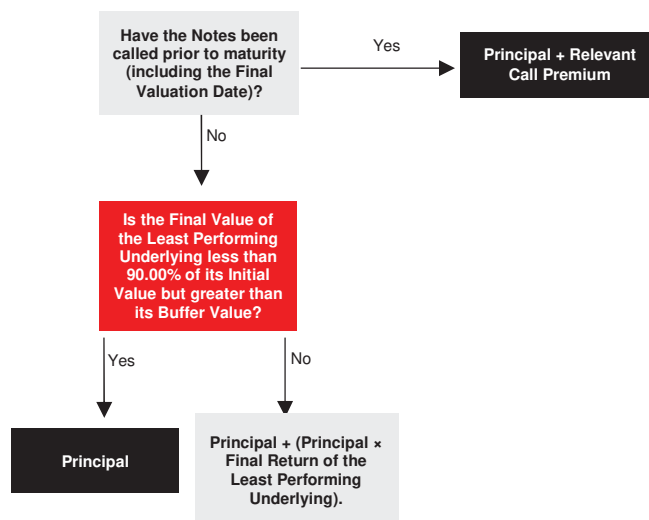 Have the Notes been
called prior to maturity
(including the Final
Valuation Date)?
Yes
Principal + Relevant
Call Premium
No
Is the Final Value of
the Least Performing
Underlying less than
90.00% of its Initial
Value but greater than
its Buffer Value?
Yes
No
Principal
Principal + (Principal ×
Final Return of the
Least Performing
Underlying).